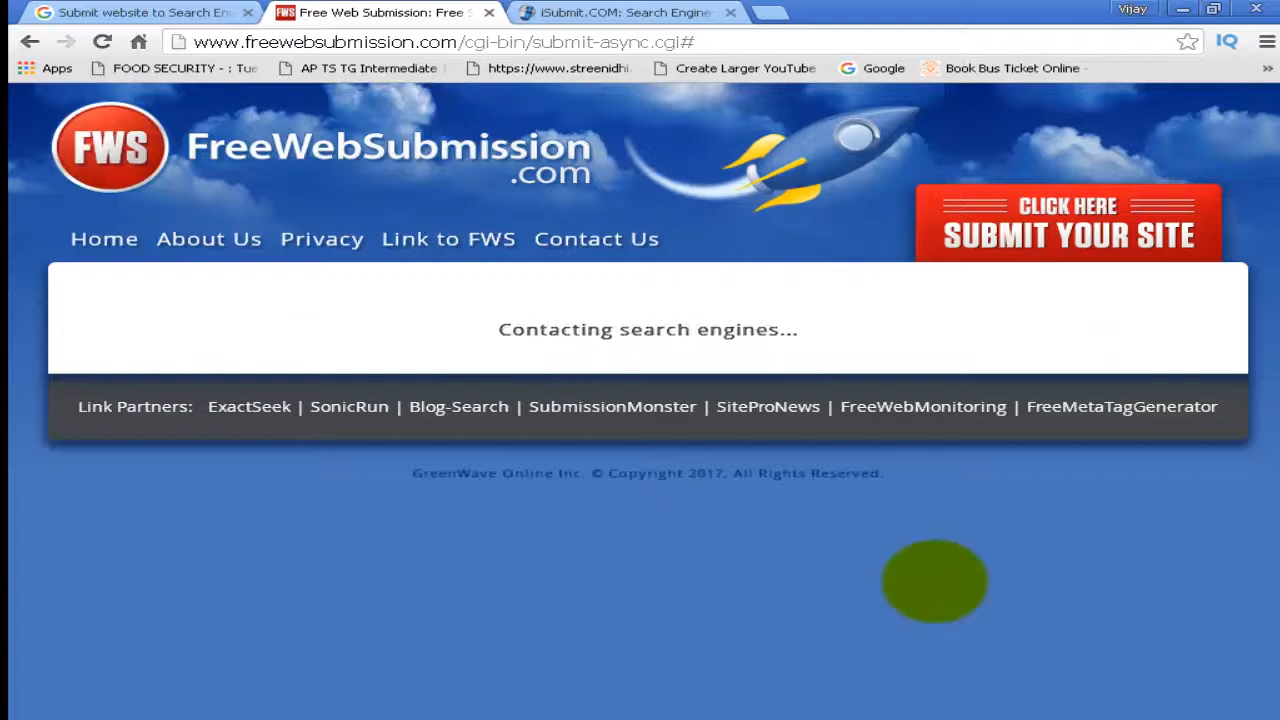 Submit website to Search En
Free Web Submission: Free S
iSubmit.COM: Search Engine
Vijay
www.freewebsubmission.com/cgi-bin/submit-async.cgi#
IQ
Apps
FOOD SECURITY - : Tue
AP TS TG Intermediate
https://www.streenidhi.
Create Larger YouTube
Google
Book Bus Ticket Online -
FWS
FreeWebSubmission
.com
CLICK HERE
SUBMIT YOUR SITE
Home About Us Privacy Link to FWS Contact Us
Contacting search engines...
Link Partners: ExactSeek | SonicRun | Blog-Search | SubmissionMonster | SiteProNews | FreeWebMonitoring | FreeMetaTagGenerator
GreenWave Online Inc. © Copyright 2017, All Rights Reserved.